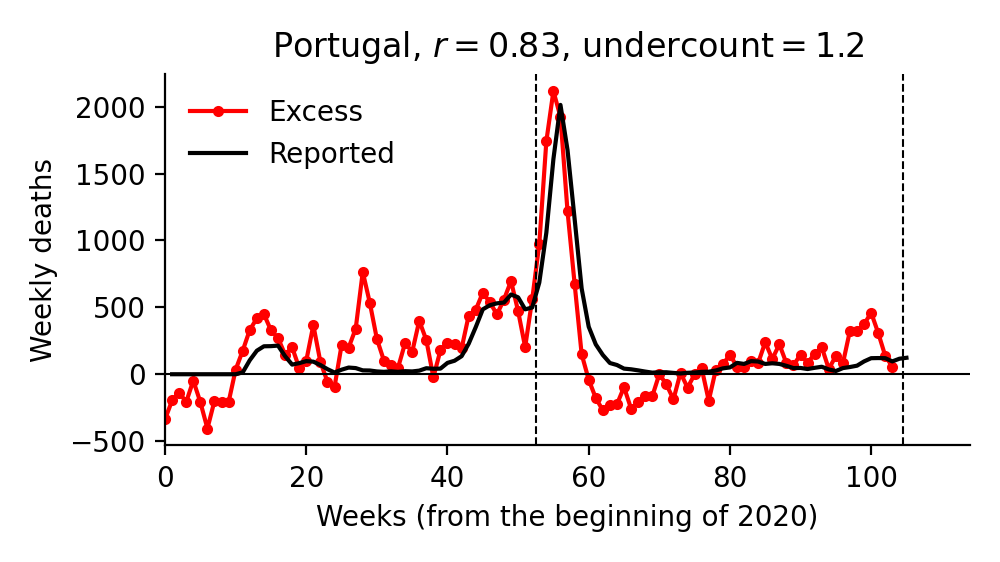 Portugal, r = 0.83, undercount = 1.2
Excess
Reported
Weekly deaths
2000
1500
1000
500
0
−500
0 20 40 60 80 100
Weeks (from the beginning of 2020)